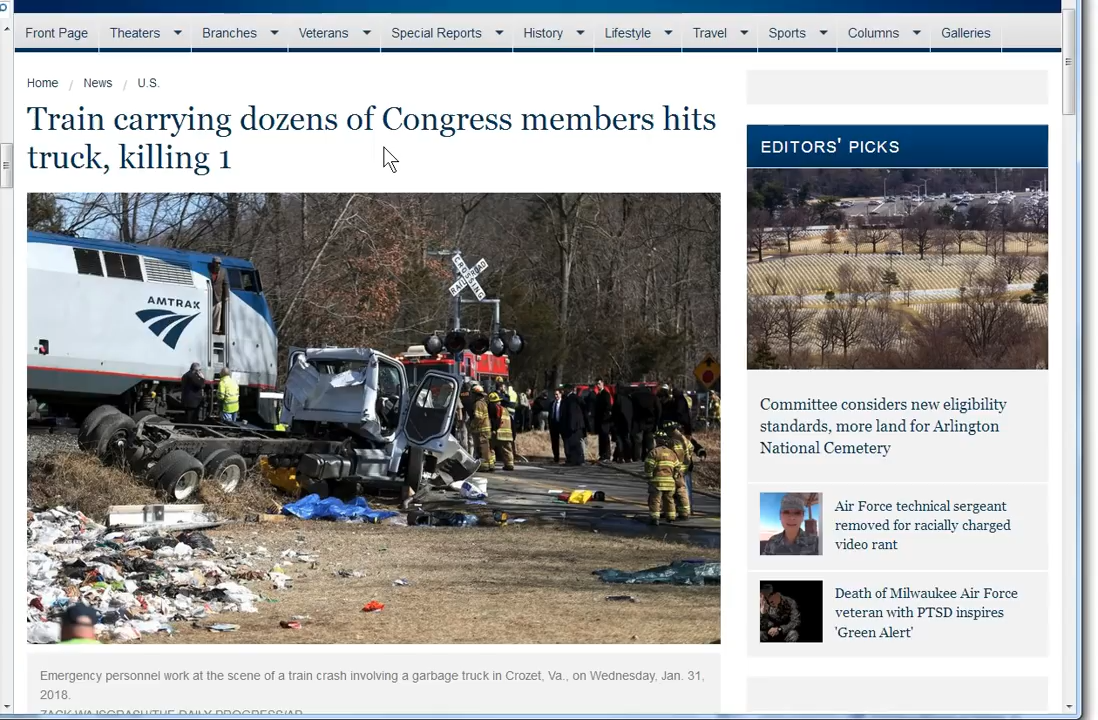 Front Page Theaters Branches Veterans Special Reports History Lifestyle Travel Sports Columns Galleries
Home / News / U.S.
Train carrying dozens of Congress members hits
truck, killing 1
AMTRAK
RAILROAD
CROSSING
Emergency personnel work at the scene of a train crash involving a garbage truck in Crozet, Va., on Wednesday, Jan. 31,
2018.
ZACK WAJSGRASH/THE DAILY PROGRESS/AP
EDITORS' PICKS
Committee considers new eligibility
standards, more land for Arlington
National Cemetery
Air Force technical sergeant
removed for racially charged
video rant
Death of Milwaukee Air Force
veteran with PTSD inspires
'Green Alert'